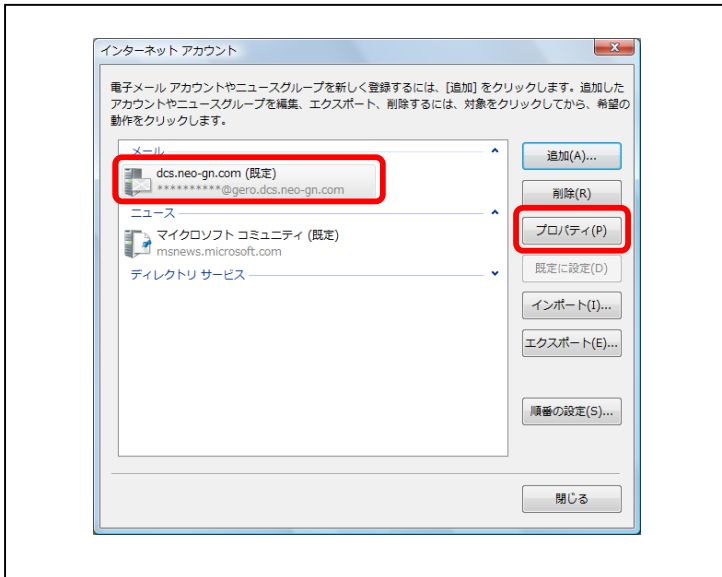 インターネット アカウント
電子メール アカウントやニュースグループを新しく登録するには、[追加] をクリックします。追加した
アカウントやニュースグループを編集、エクスポート、削除するには、対象をクリックしてから、希望の
動作をクリックします。
メール
dcs.neo-gn.com (既定)
**********@gero.dcs.neo-gn.com
ニュース
マイクロソフト コミュニティ (既定)
msnews.microsoft.com
ディレクトリ サービス
追加(A)...
削除(R)
プロパティ(P)
既定に設定(D)
インポート(I)...
エクスポート(E)...
順番の設定(S)...
閉じる